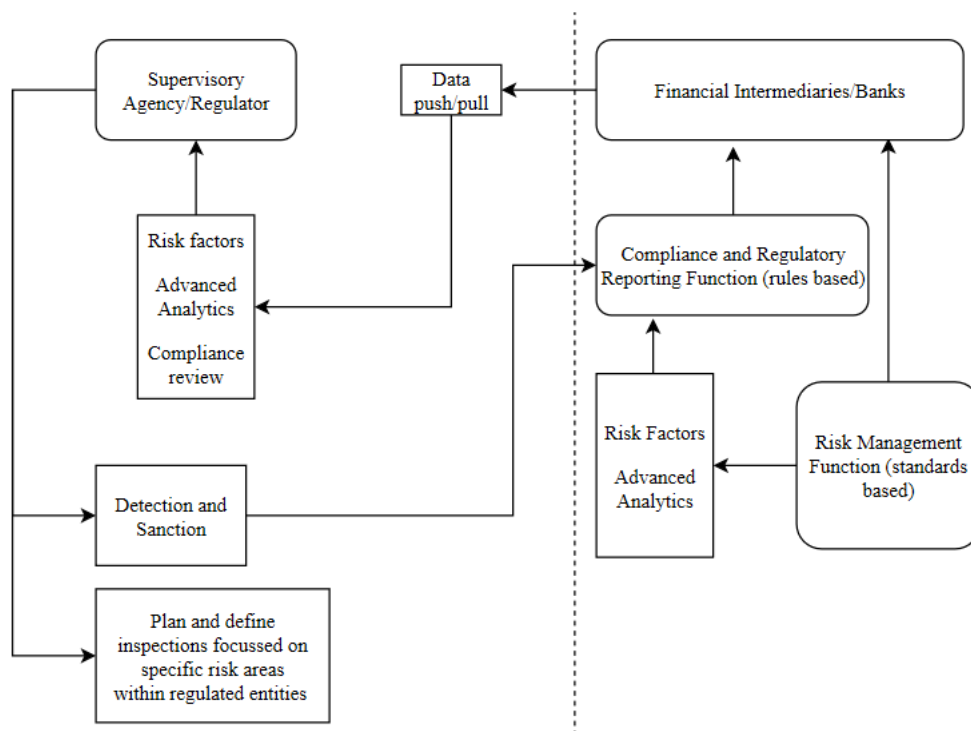 Supervisory
Agency/Regulator
Data
push/pull
Financial Intermediaries/Banks
Risk factors
Advanced
Analytics
Compliance
review
Compliance and Regulatory
Reporting Function (rules based)
Risk Factors
Advanced
Analytics
Risk Management
Function (standards
based)
Detection and
Sanction
Plan and define
inspections focussed on
specific risk areas
within regulated entities